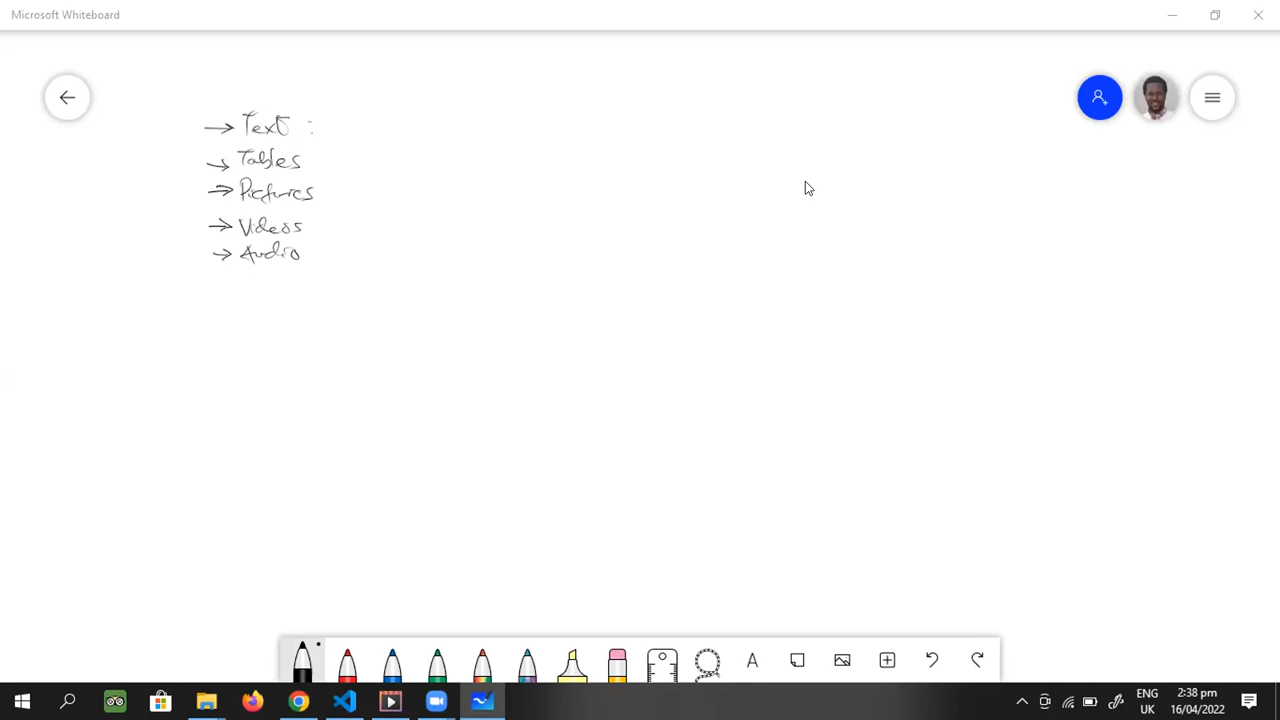 Microsoft Whiteboard
→ Text :
→ Tables
→ Pictures
→ Videos
→ Audio
A
ENG
UK
2:38 pm
16/04/2022